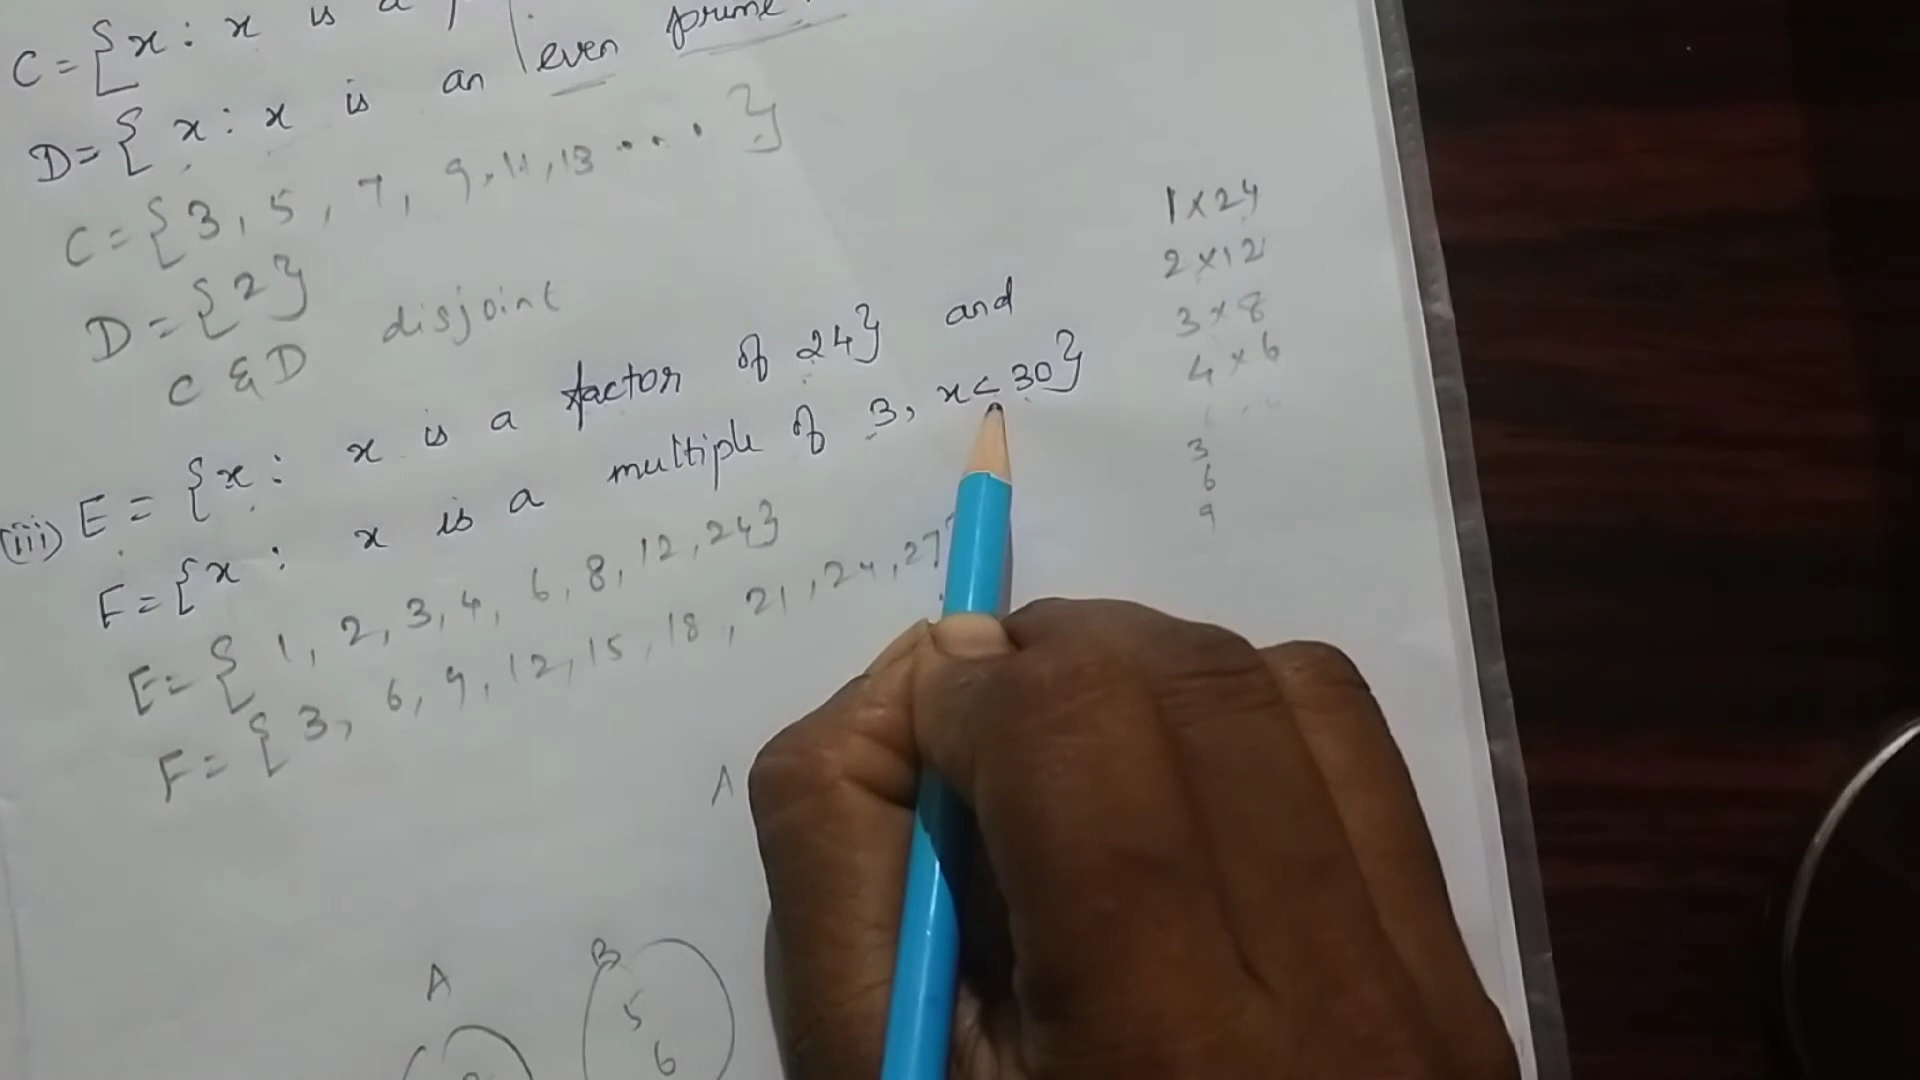 C = { x : x is a
D = { x : x is an even prime
C = { 3, 5, 7, 9, 11, 13 .... }
D = { 2 }
C & D disjoint
(iii) E = { x : x is a factor of 24 } and
F = { x : x is a multiple of 3, x < 30 }
E = { 1, 2, 3, 4, 6, 8, 12, 24 }
F = { 3, 6, 9, 12, 15, 18, 21, 24, 27
1 x 24
2 x 12
3 x 8
4 x 6
3
6
9
A
A
B
5
6